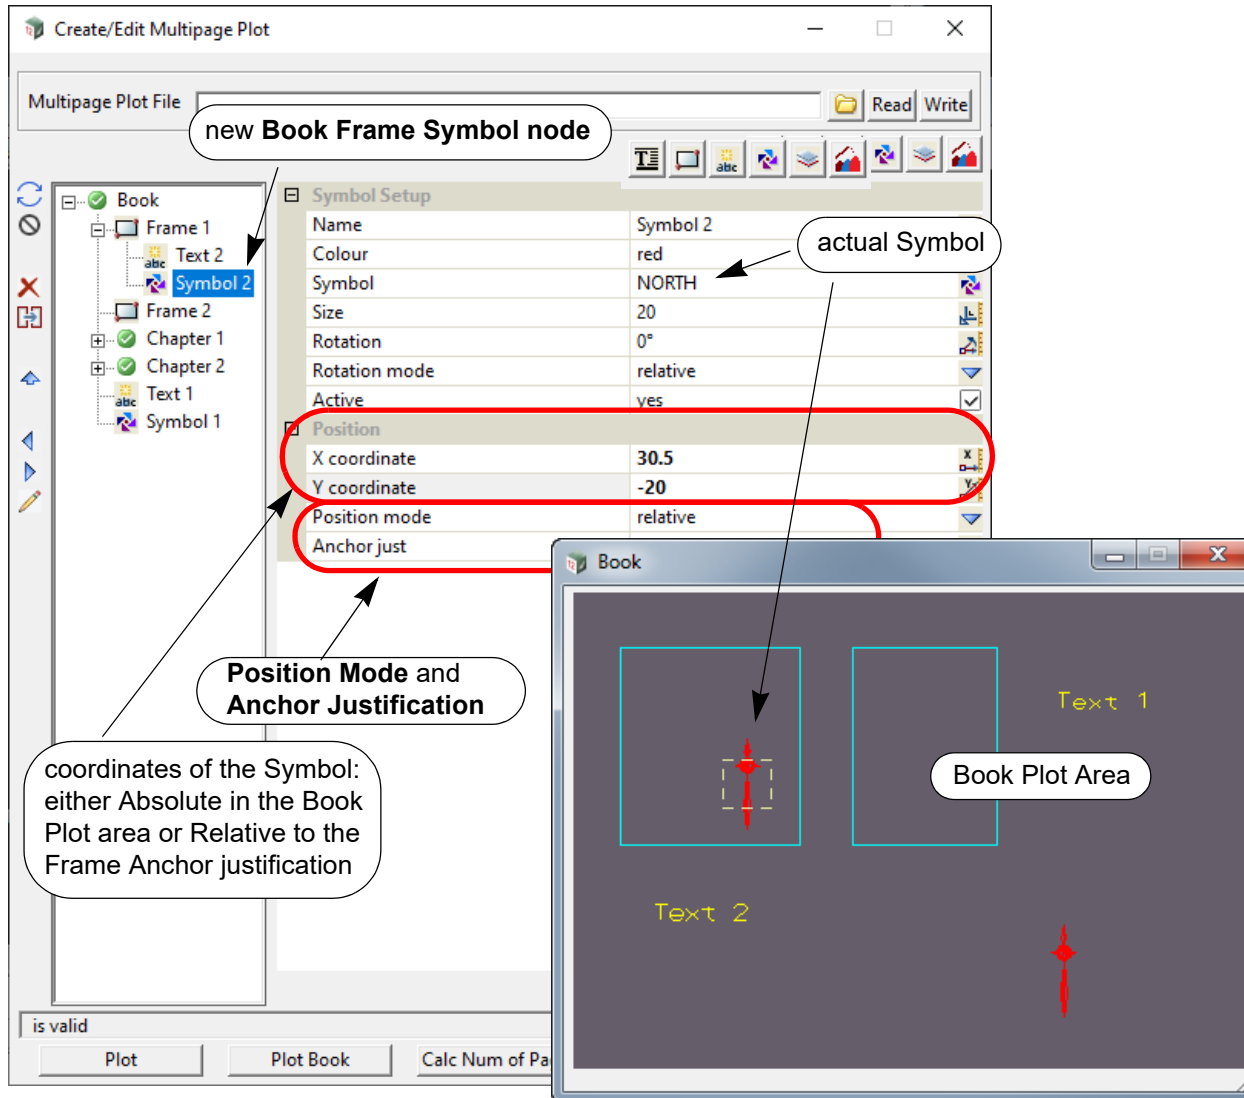 Create/Edit Multipage Plot
Multipage Plot File
Read
Write
new Book Frame Symbol node
Book
Frame 1
Text 2
Symbol 2
Frame 2
Chapter 1
Chapter 2
Text 1
Symbol 1
Symbol Setup
Name Symbol 2
Colour red
Symbol NORTH
Size 20
Rotation 0°
Rotation mode relative
Active yes
Position
X coordinate 30.5
Y coordinate -20
Position mode relative
Anchor just
actual Symbol
Position Mode and
Anchor Justification
coordinates of the Symbol:
either Absolute in the Book
Plot area or Relative to the
Frame Anchor justification
Book
Text 1
Book Plot Area
Text 2
is valid
Plot
Plot Book
Calc Num of Pa